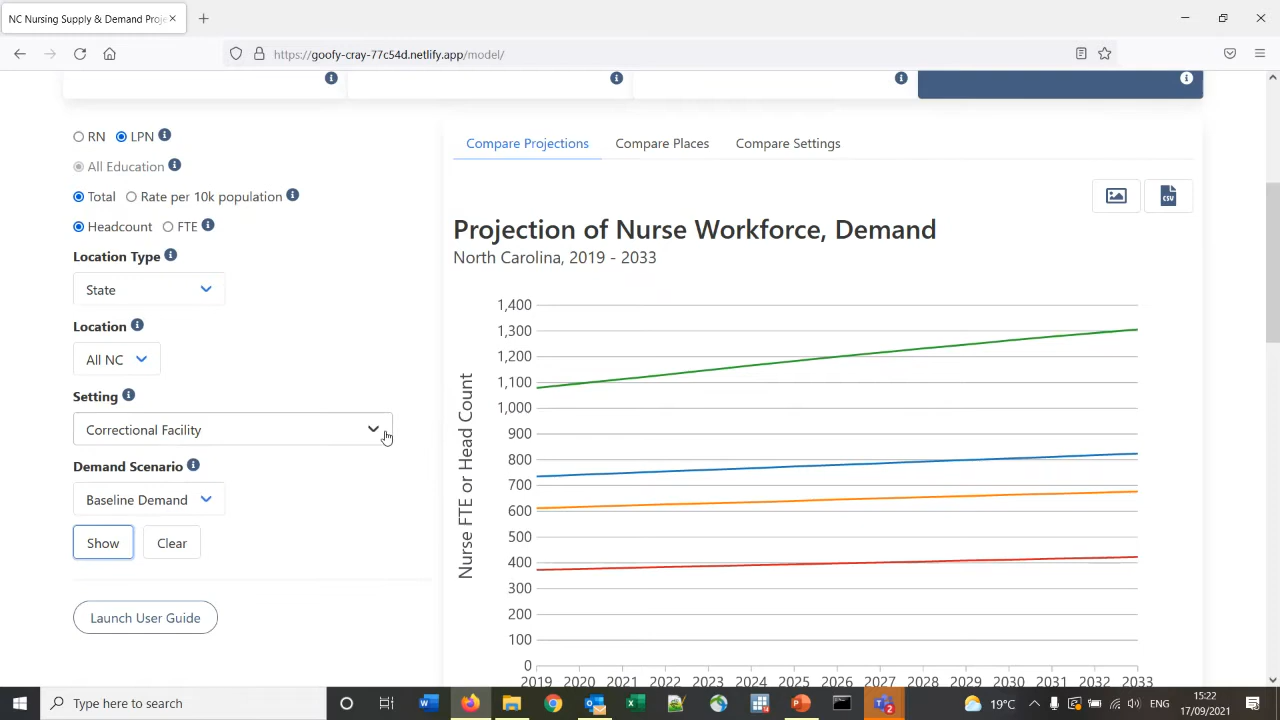 NC Nursing Supply & Demand Proje
https://goofy-cray-77c54d.netlify.app/model/
RN LPN
All Education
Total Rate per 10k population
Headcount FTE
Location Type
State
Location
All NC
Setting
Correctional Facility
Demand Scenario
Baseline Demand
Show Clear
Launch User Guide
Compare Projections Compare Places Compare Settings
CSV
Projection of Nurse Workforce, Demand
North Carolina, 2019 - 2033
Nurse FTE or Head Count
1,400
1,300
1,200
1,100
1,000
900
800
700
600
500
400
300
200
100
0
2019 2020 2021 2022 2023 2024 2025 2026 2027 2028 2029 2030 2031 2032 2033
Type here to search
19°C
ENG
15:22
17/09/2021
2